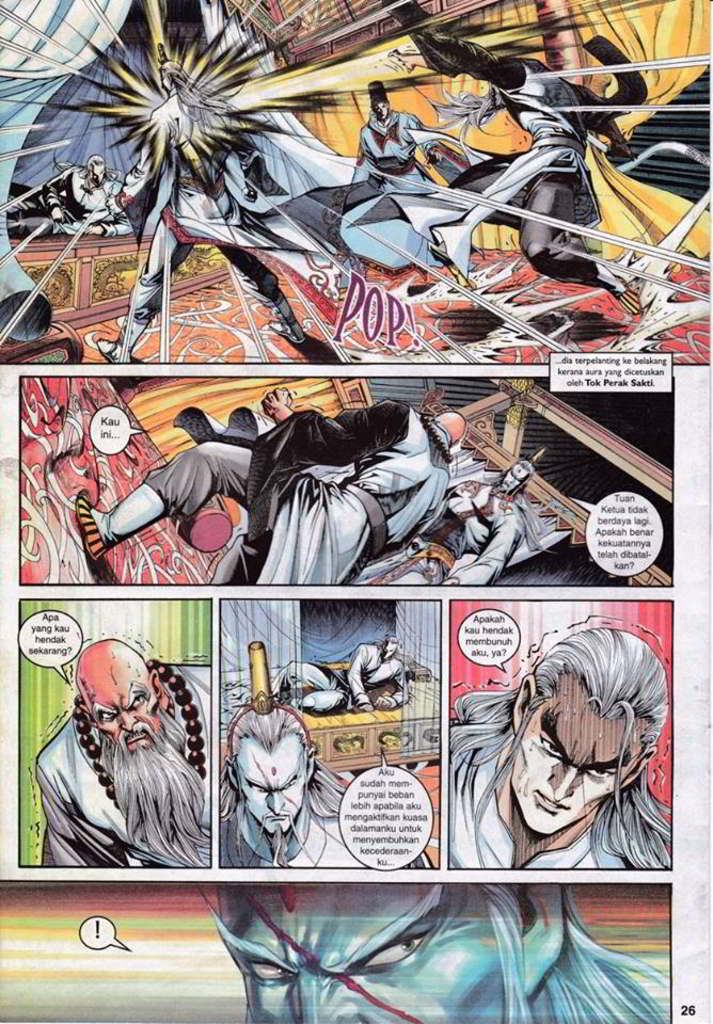 POP!
...dia terpelanting ke belakang
kerana aura yang dicetuskan
oleh Tok Perak Sakti.
Kau
ini...
Tuan
Ketua tidak
berdaya lagi.
Apakah benar
kekuatannya
telah dibatal-
kan?
Apa
yang kau
hendak
sekarang?
Aku
sudah mem-
punyai beban
lebih apabila aku
mengaktifkan kuasa
dalamanku untuk
menyembuhkan
kecederaan-
ku...
Apakah
kau hendak
membunuh
aku, ya?
!
26